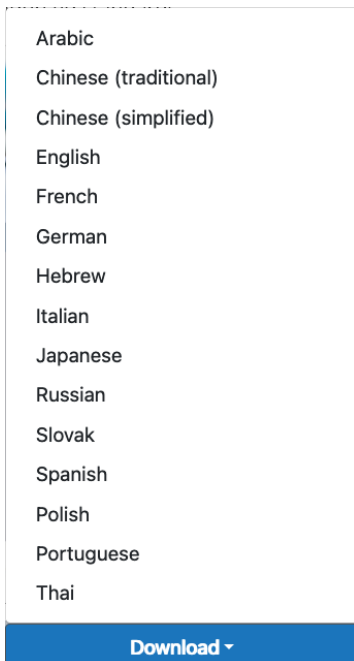 Arabic
Chinese (traditional)
Chinese (simplified)
English
French
German
Hebrew
Italian
Japanese
Russian
Slovak
Spanish
Polish
Portuguese
Thai
Download